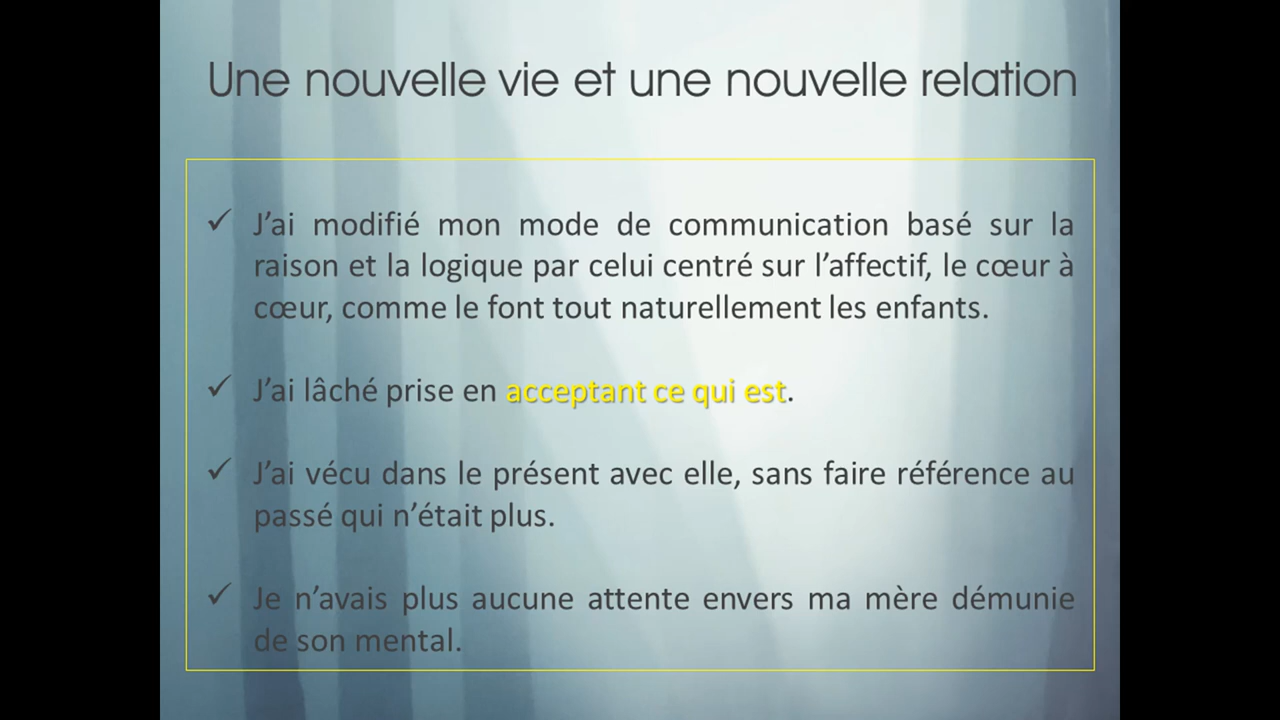 Une nouvelle vie et une nouvelle relation
✓ J’ai modifié mon mode de communication basé sur la
raison et la logique par celui centré sur l’affectif, le cœur à
cœur, comme le font tout naturellement les enfants.
✓ J’ai lâché prise en acceptant ce qui est.
✓ J’ai vécu dans le présent avec elle, sans faire référence au
passé qui n’était plus.
✓ Je n’avais plus aucune attente envers ma mère démunie
de son mental.